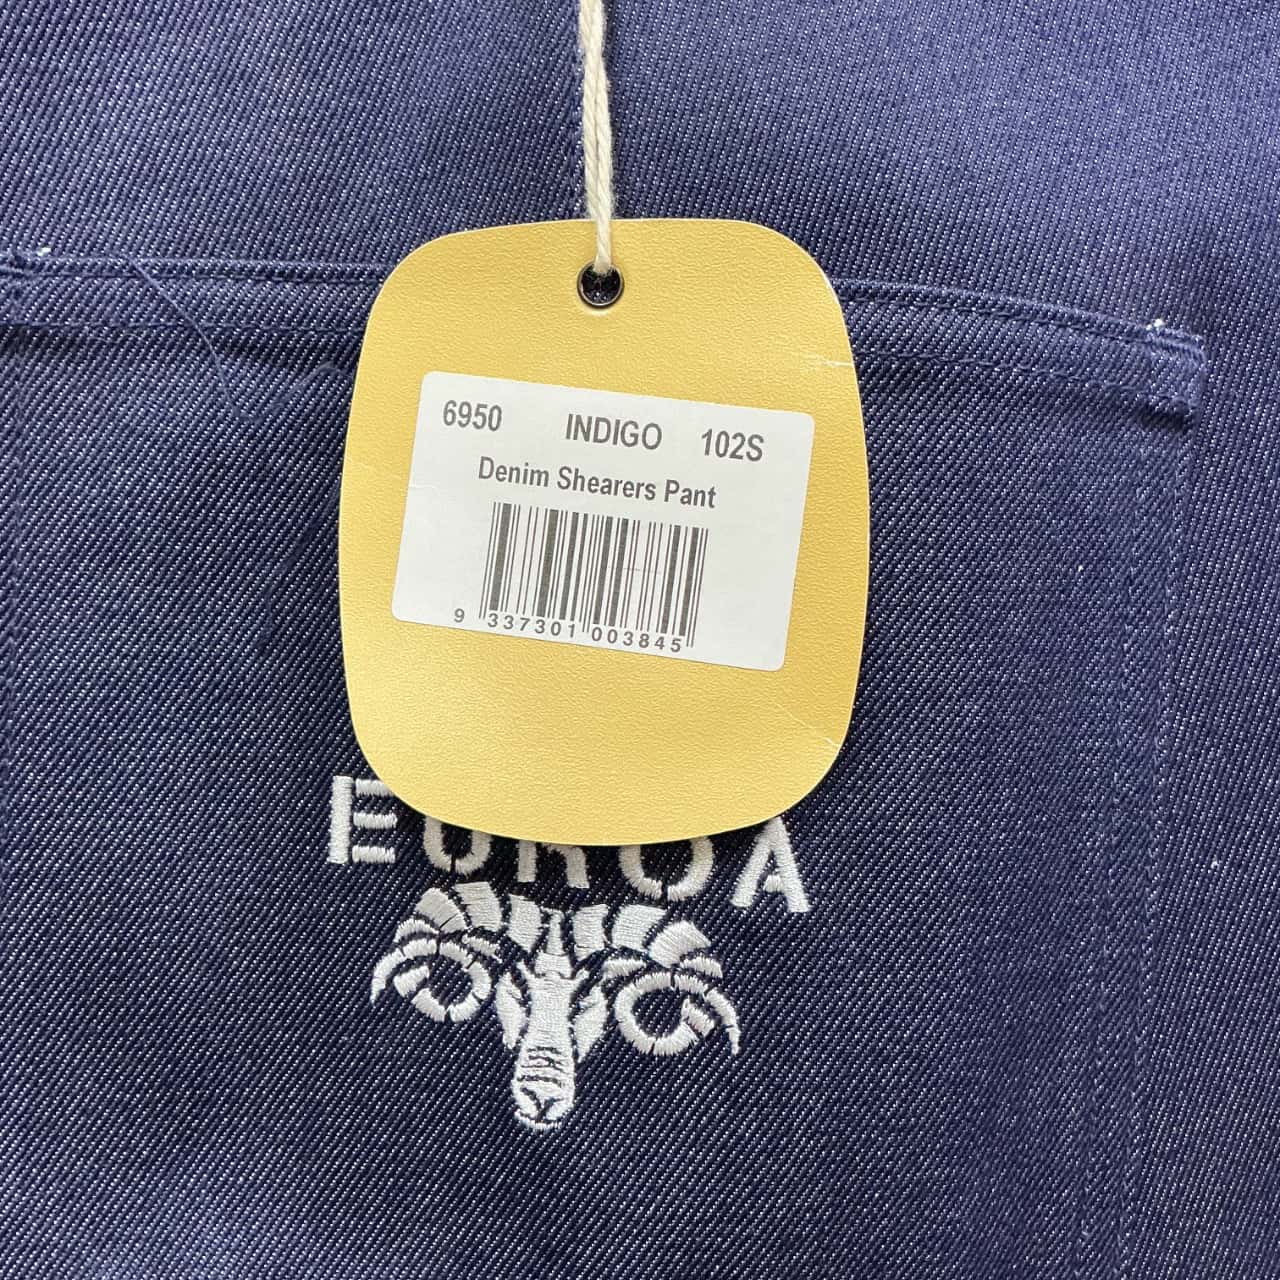 6950 INDIGO 102S
Denim Shearers Pant
9 337301 003845
EUROA